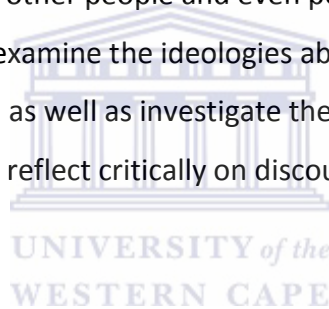 other people and even po
examine the ideologies ab
as well as investigate the
reflect critically on discou
UNIVERSITY of the
WESTERN CAPE